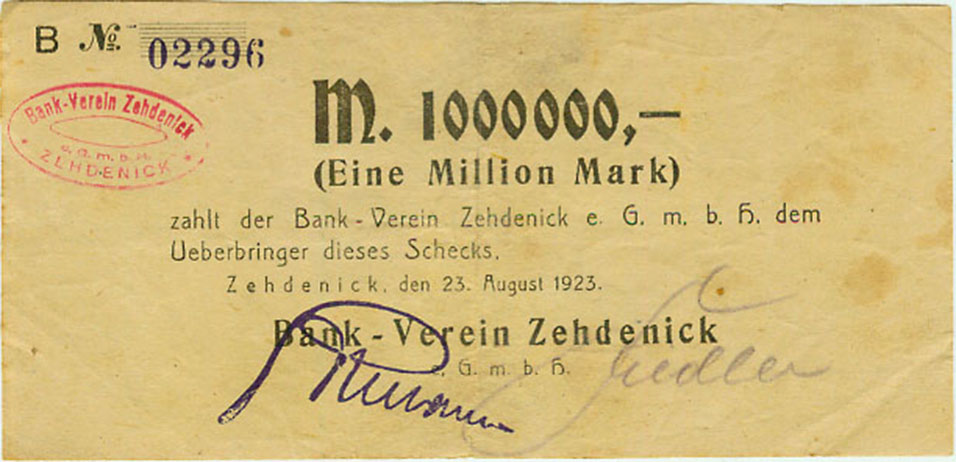 B No. 02296
Bank-Verein Zehdenick
e. G. m. b. H.
ZEHDENICK
M. 1000000,—
(Eine Million Mark)
zahlt der Bank-Verein Zehdenick e. G. m. b. H. dem
Ueberbringer dieses Schecks.
Zehdenick, den 23. August 1923.
Bank-Verein Zehdenick
e. G. m. b. H.